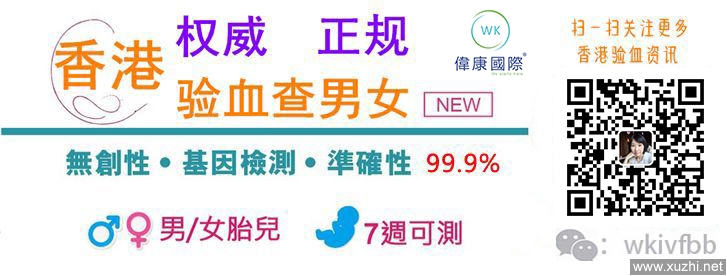 香港
权威 正规
验血查男女
NEW
WK
偉康國際®
扫一扫关注更多
香港验血资讯
無創性•基因檢測•準確性 99.9%
男/女胎兒
7週可測
: wkivfbb
www.xuzhi.net